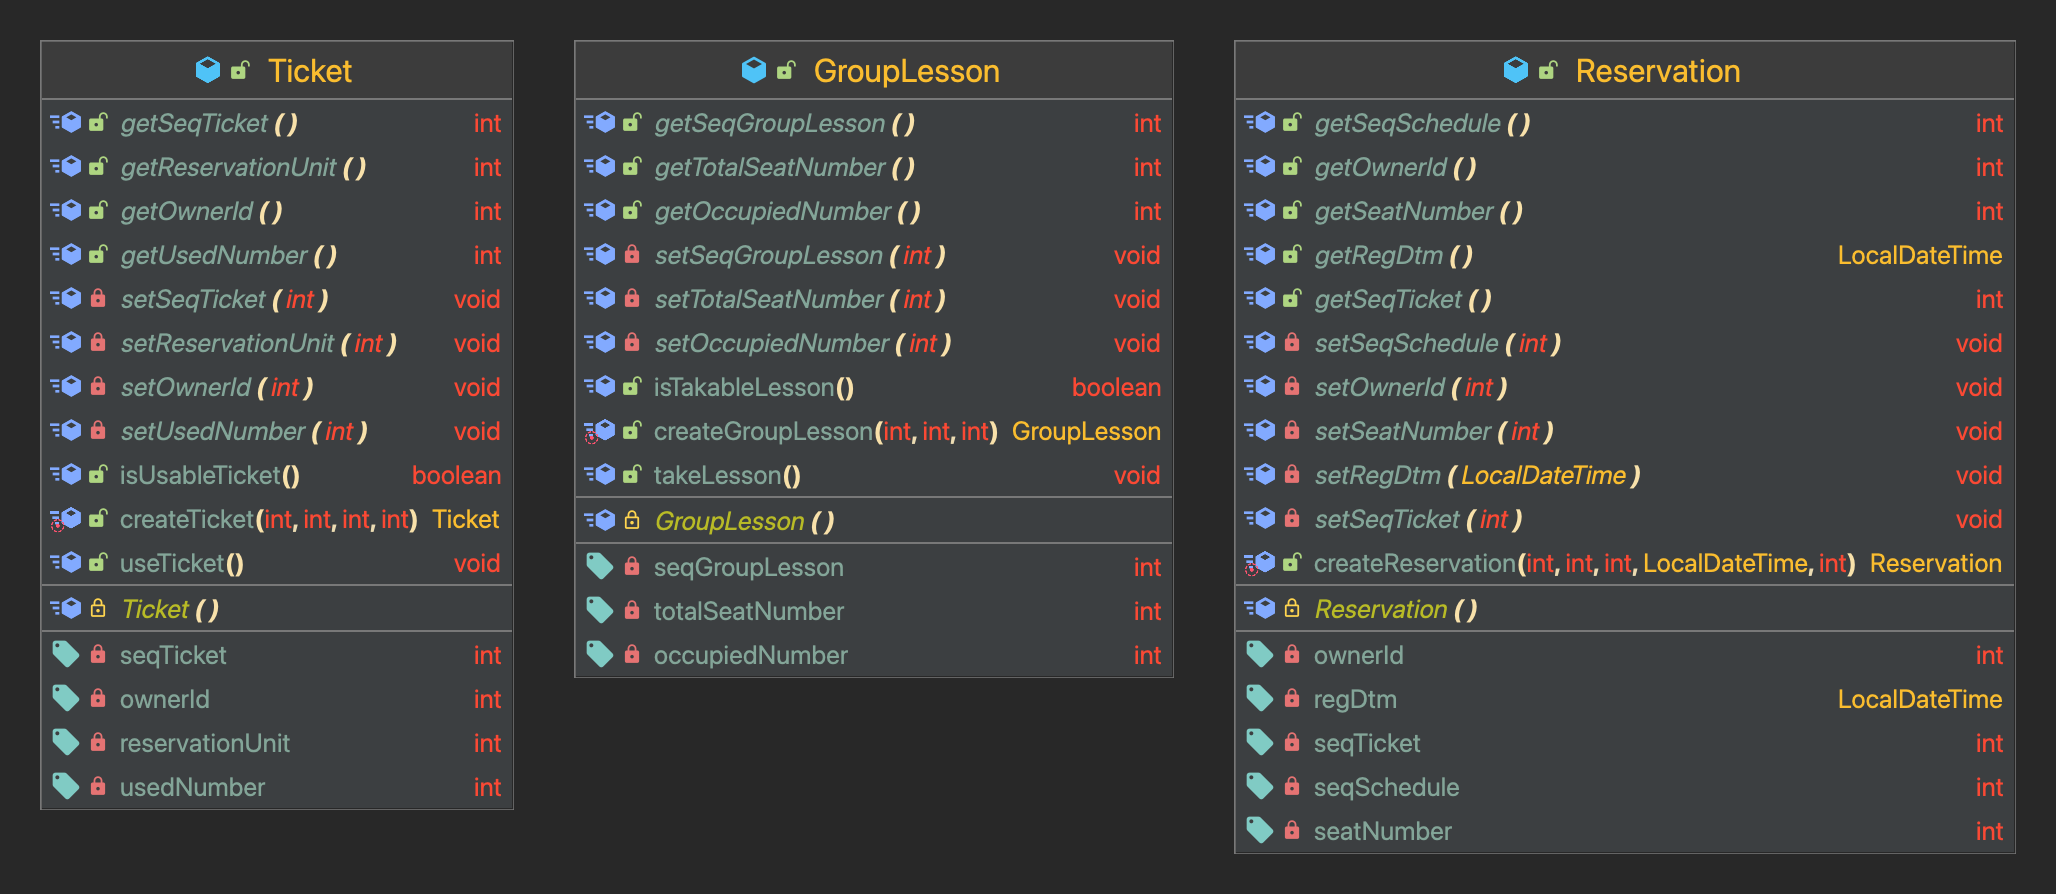 Ticket
getSeqTicket() int
getReservationUnit() int
getOwnerId() int
getUsedNumber() int
setSeqTicket(int) void
setReservationUnit(int) void
setOwnerId(int) void
setUsedNumber(int) void
isUsableTicket() boolean
createTicket(int, int, int, int) Ticket
useTicket() void
Ticket()
seqTicket int
ownerId int
reservationUnit int
usedNumber int
GroupLesson
getSeqGroupLesson() int
getTotalSeatNumber() int
getOccupiedNumber() int
setSeqGroupLesson(int) void
setTotalSeatNumber(int) void
setOccupiedNumber(int) void
isTakableLesson() boolean
createGroupLesson(int, int, int) GroupLesson
takeLesson() void
GroupLesson()
seqGroupLesson int
totalSeatNumber int
occupiedNumber int
Reservation
getSeqSchedule() int
getOwnerId() int
getSeatNumber() int
getRegDtm() LocalDateTime
getSeqTicket() int
setSeqSchedule(int) void
setOwnerId(int) void
setSeatNumber(int) void
setRegDtm(LocalDateTime) void
setSeqTicket(int) void
createReservation(int, int, int, LocalDateTime, int) Reservation
Reservation()
ownerId int
regDtm LocalDateTime
seqTicket int
seqSchedule int
seatNumber int